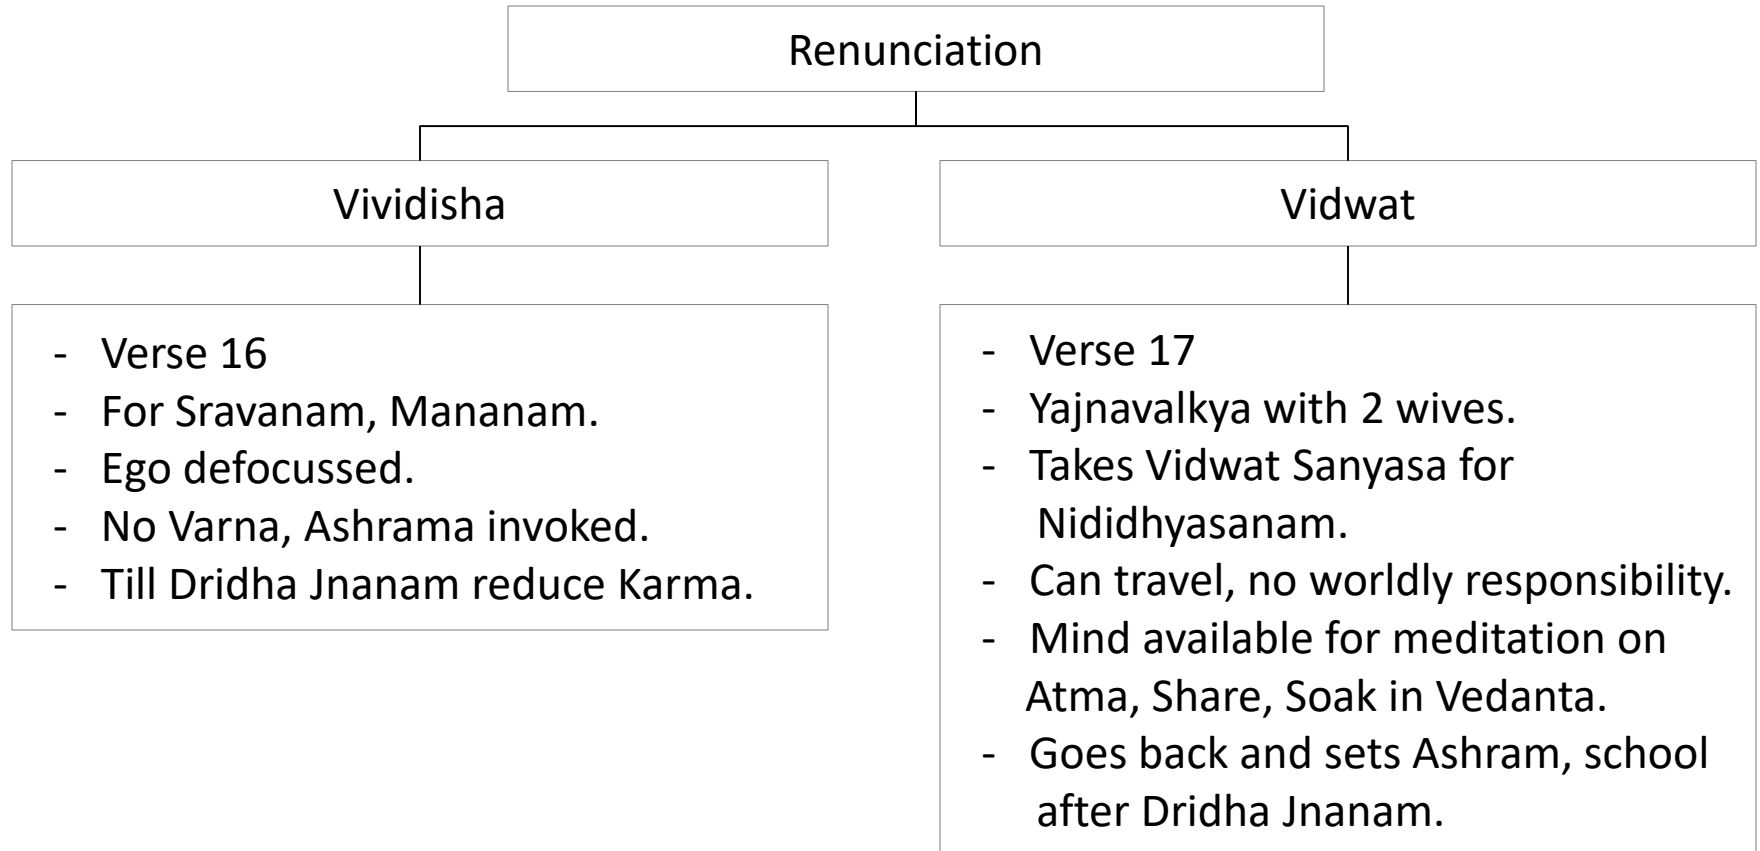 Renunciation
Vividisha
- Verse 16
- For Sravanam, Mananam.
- Ego defocussed.
- No Varna, Ashrama invoked.
- Till Dridha Jnanam reduce Karma.
Vidwat
- Verse 17
- Yajnavalkya with 2 wives.
- Takes Vidwat Sanyasa for
Nididhyasanam.
- Can travel, no worldly responsibility.
- Mind available for meditation on
Atma, Share, Soak in Vedanta.
- Goes back and sets Ashram, school
after Dridha Jnanam.